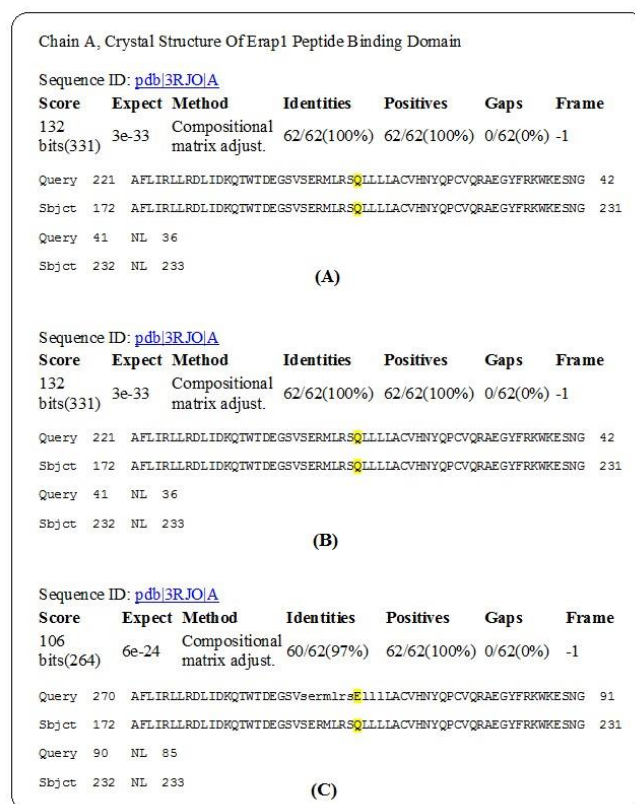 Chain A, Crystal Structure Of Erap1 Peptide Binding Domain
Sequence ID: pdb|3RJO|A
Score Expect Method Identities Positives Gaps Frame
132 bits(331) 3e-33 Compositional matrix adjust. 62/62(100%) 62/62(100%) 0/62(0%) -1
Query 221 AFLIRLLRDLIDKQTWTDEGSVSERMLRSQLLLLACVHNYQPCVQRAEGYFRKWKESNG 42
Sbjct 172 AFLIRLLRDLIDKQTWTDEGSVSERMLRSQLLLLACVHNYQPCVQRAEGYFRKWKESNG 231
Query 41 NL 36
Sbjct 232 NL 233
(A)
Sequence ID: pdb|3RJO|A
Score Expect Method Identities Positives Gaps Frame
132 bits(331) 3e-33 Compositional matrix adjust. 62/62(100%) 62/62(100%) 0/62(0%) -1
Query 221 AFLIRLLRDLIDKQTWTDEGSVSERMLRSQLLLLACVHNYQPCVQRAEGYFRKWKESNG 42
Sbjct 172 AFLIRLLRDLIDKQTWTDEGSVSERMLRSQLLLLACVHNYQPCVQRAEGYFRKWKESNG 231
Query 41 NL 36
Sbjct 232 NL 233
(B)
Sequence ID: pdb|3RJO|A
Score Expect Method Identities Positives Gaps Frame
106 bits(264) 6e-24 Compositional matrix adjust. 60/62(97%) 62/62(100%) 0/62(0%) -1
Query 270 AFLIRLLRDLIDKQTWTDEGSVsermlrsElllLACVHNYQPCVQRAEGYFRKWKESNG 91
Sbjct 172 AFLIRLLRDLIDKQTWTDEGSVSERMLRSQLLLLACVHNYQPCVQRAEGYFRKWKESNG 231
Query 90 NL 85
Sbjct 232 NL 233
(C)